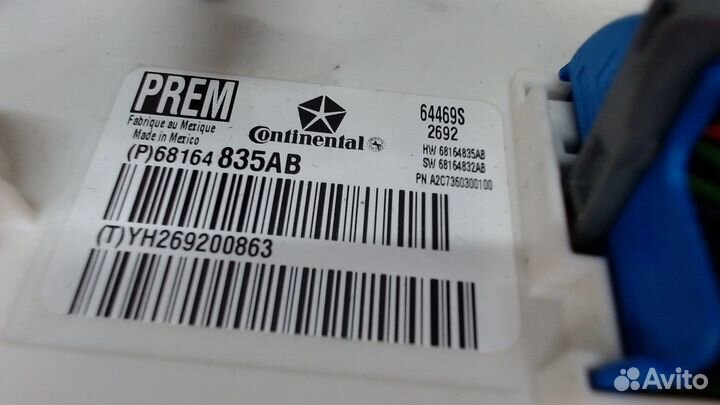 PREM
Fabriqué au Mexique
Made in Mexico
Continental
64469S
2692
HW 68164835AB
SW 68164832AB
PN A2C7360300100
(P)68164 835AB
(T)YH269200863
Avito